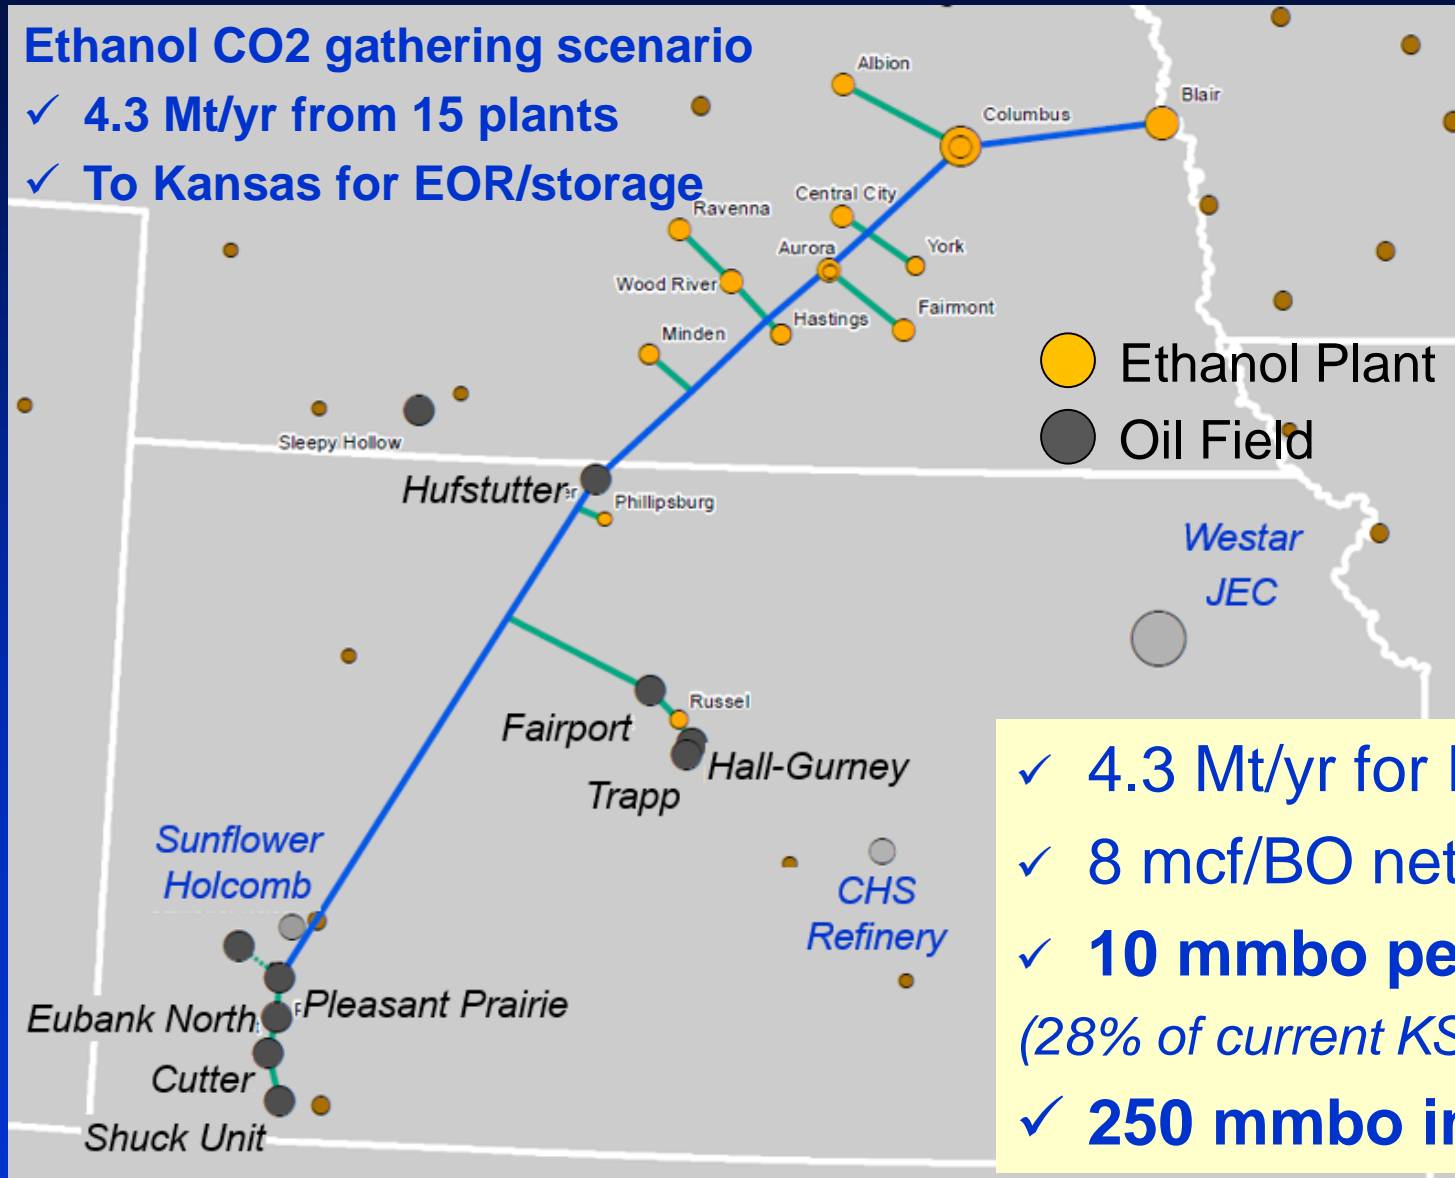 Ethanol CO2 gathering scenario
✓ 4.3 Mt/yr from 15 plants
✓ To Kansas for EOR/storage
Albion
Columbus
Blair
Central City
Ravenna
Aurora
York
Wood River
Hastings
Fairmont
Minden
Ethanol Plant
Oil Field
Sleepy Hollow
Hufstutter
Phillipsburg
Westar
JEC
Russel
Fairport
Hall-Gurney
Trapp
Sunflower
Holcomb
CHS
Refinery
Pleasant Prairie
Eubank North
Cutter
Shuck Unit
✓ 4.3 Mt/yr for
✓ 8 mcf/BO net
✓ 10 mmbo
(28% of current
✓ 250 mmbo